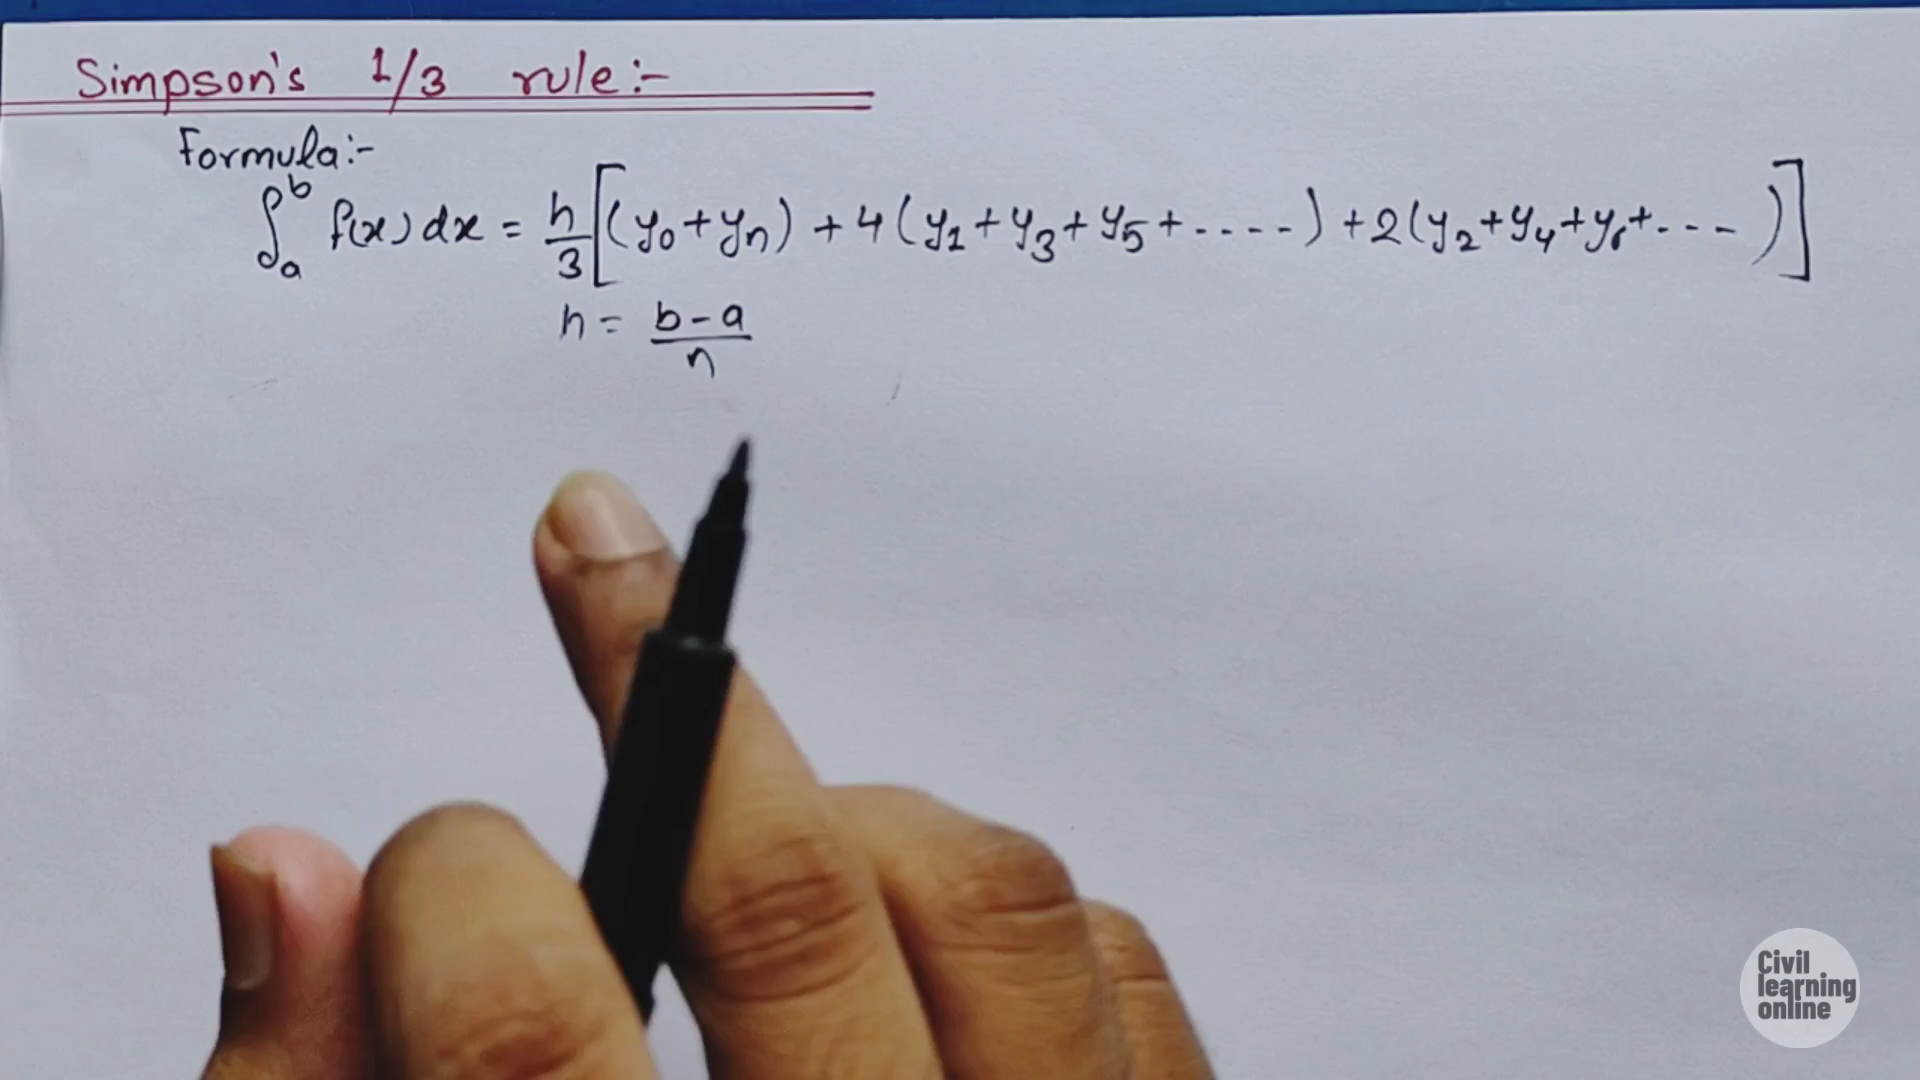 Simpson's 1/3 rule:-
Formula:-
∫_a^b f(x) dx = h/3 [(y₀+yₙ) + 4(y₁+y₃+y₅+.....) + 2(y₂+y₄+y₆+...)]
h = b-a/n
Civil
learning
online